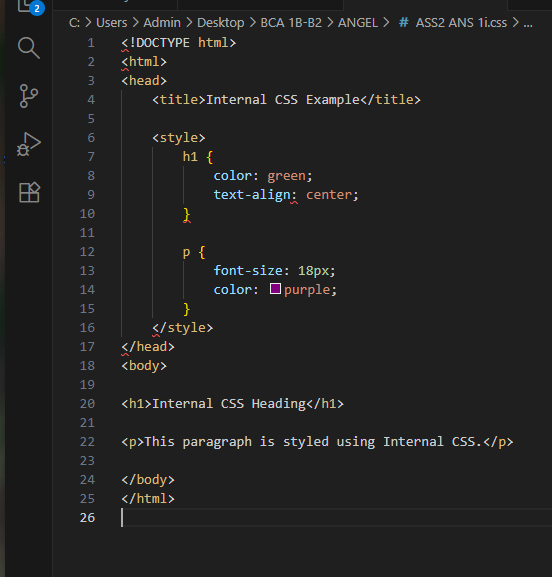 2
C: > Users > Admin > Desktop > BCA 1B-B2 > ANGEL > # ASS2 ANS 1i.css > ...
1 <!DOCTYPE html>
2 <html>
3 <head>
4 <title>Internal CSS Example</title>
5
6 <style>
7 h1 {
8 color: green;
9 text-align: center;
10 }
11
12 p {
13 font-size: 18px;
14 color: purple;
15 }
16 </style>
17 </head>
18 <body>
19
20 <h1>Internal CSS Heading</h1>
21
22 <p>This paragraph is styled using Internal CSS.</p>
23
24 </body>
25 </html>
26